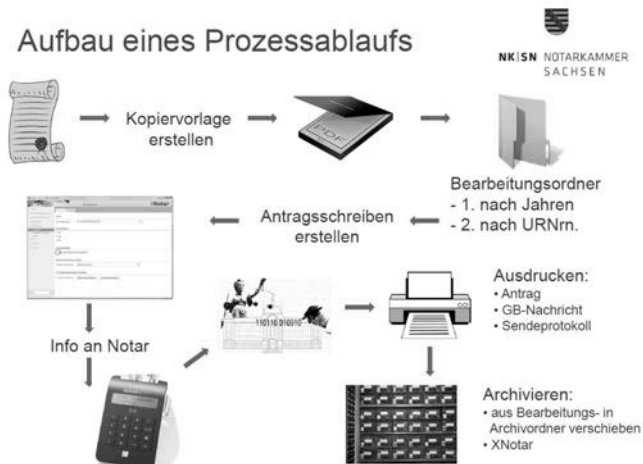 Aufbau eines Prozessablaufs
NK|SN NOTARKAMMER
SACHSEN
Kopiervorlage
erstellen
PDF
Bearbeitungsordner
- 1. nach Jahren
- 2. nach URNrn.
Antragsschreiben
erstellen
Notar
Ausdrucken:
• Antrag
• GB-Nachricht
• Sendeprotokoll
110110 010010
Info an Notar
Archivieren:
• aus Bearbeitungs- in
Archivordner verschieben
• XNotar